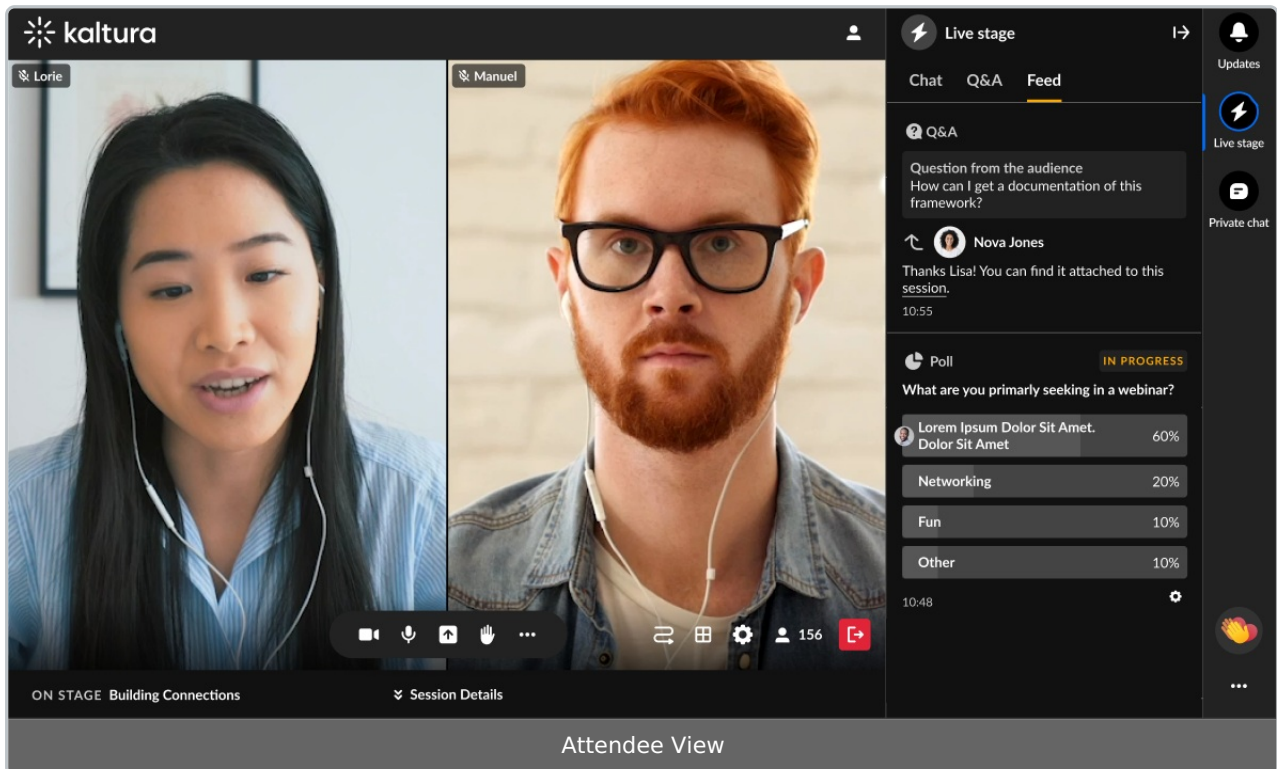 kaltura
Lorie
Manuel
ON STAGE Building Connections
Session Details
156
Live stage
Chat Q&A Feed
Q&A
Question from the audience
How can I get a documentation of this
framework?
Nova Jones
Thanks Lisa! You can find it attached to this
session.
10:55
Poll IN PROGRESS
What are you primarly seeking in a webinar?
Lorem Ipsum Dolor Sit Amet.
Dolor Sit Amet 60%
Networking 20%
Fun 10%
Other 10%
10:48
Updates
Live stage
Private chat
Attendee View